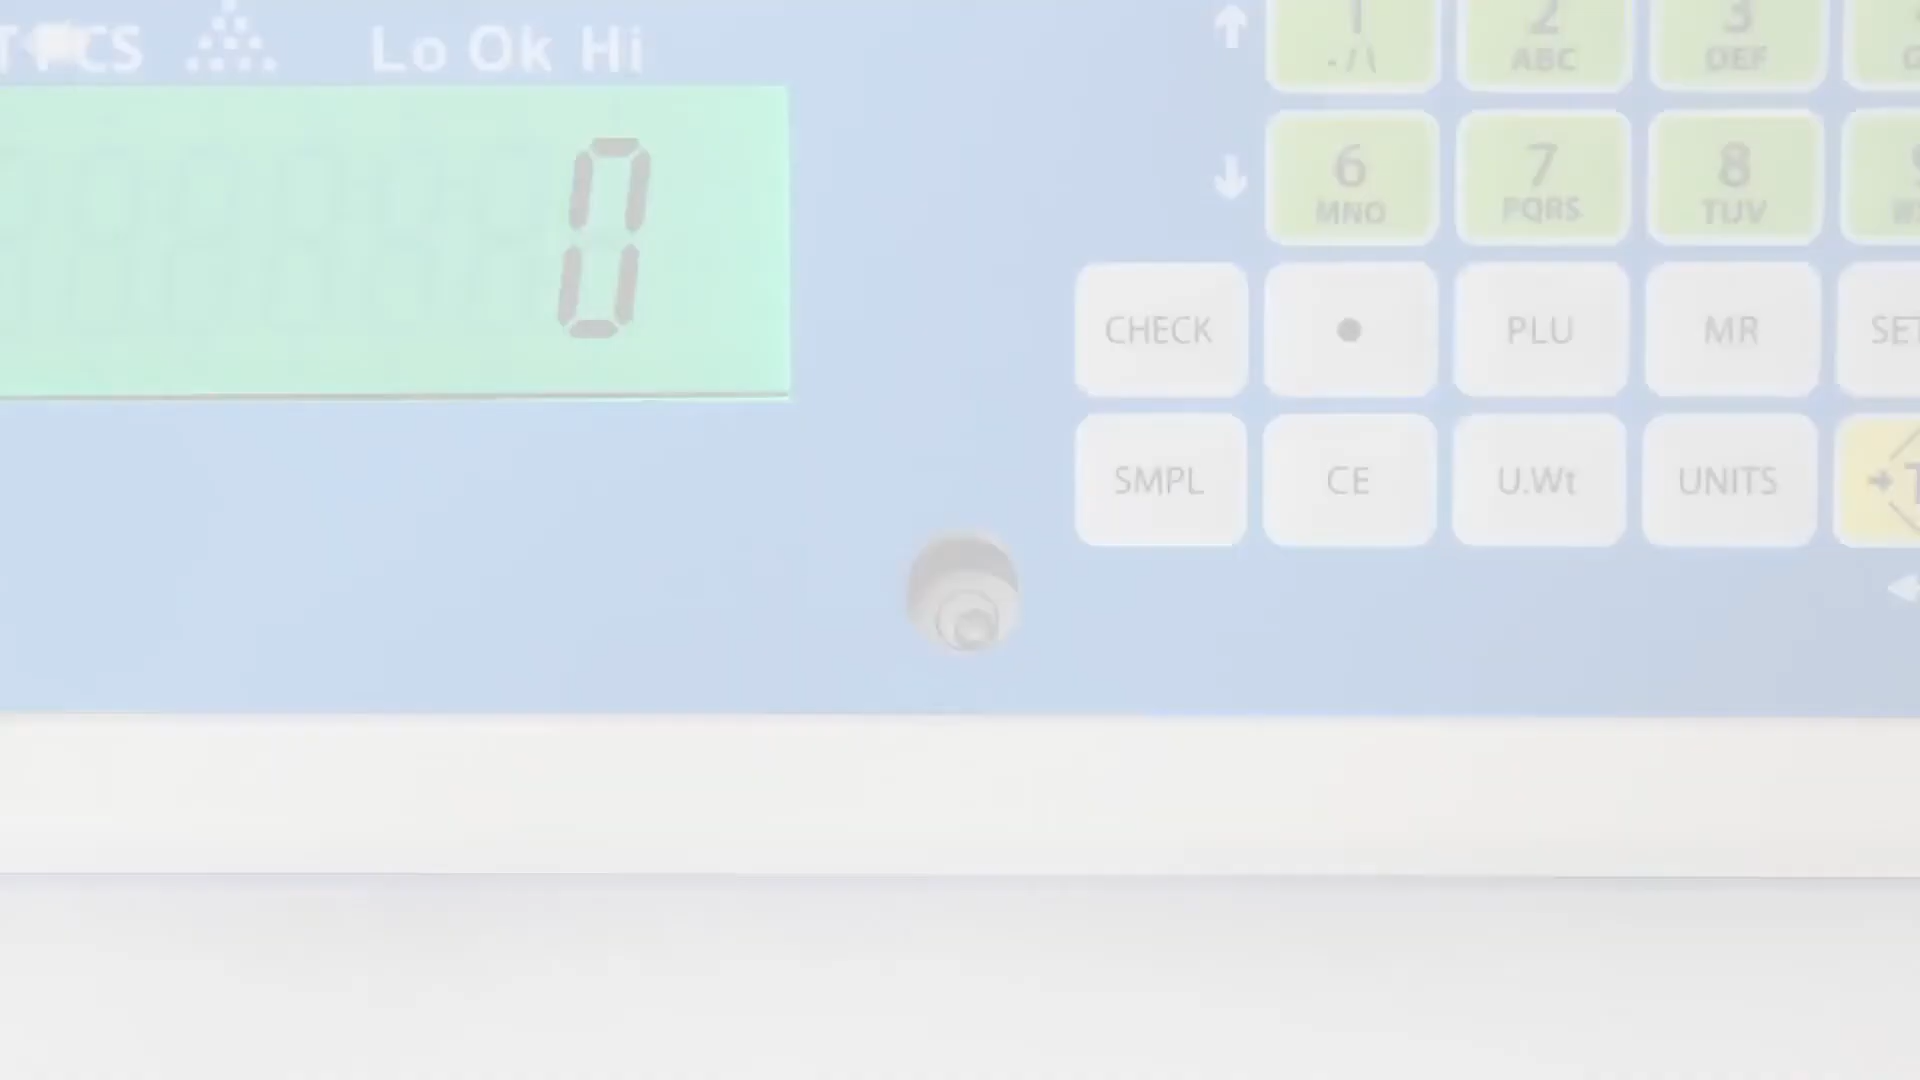 PCS Lo Ok Hi
0
1 2 3
- / \ ABC DEF
6 7 8
MNO PQRS TUV
CHECK • PLU MR
SMPL CE U.Wt UNITS